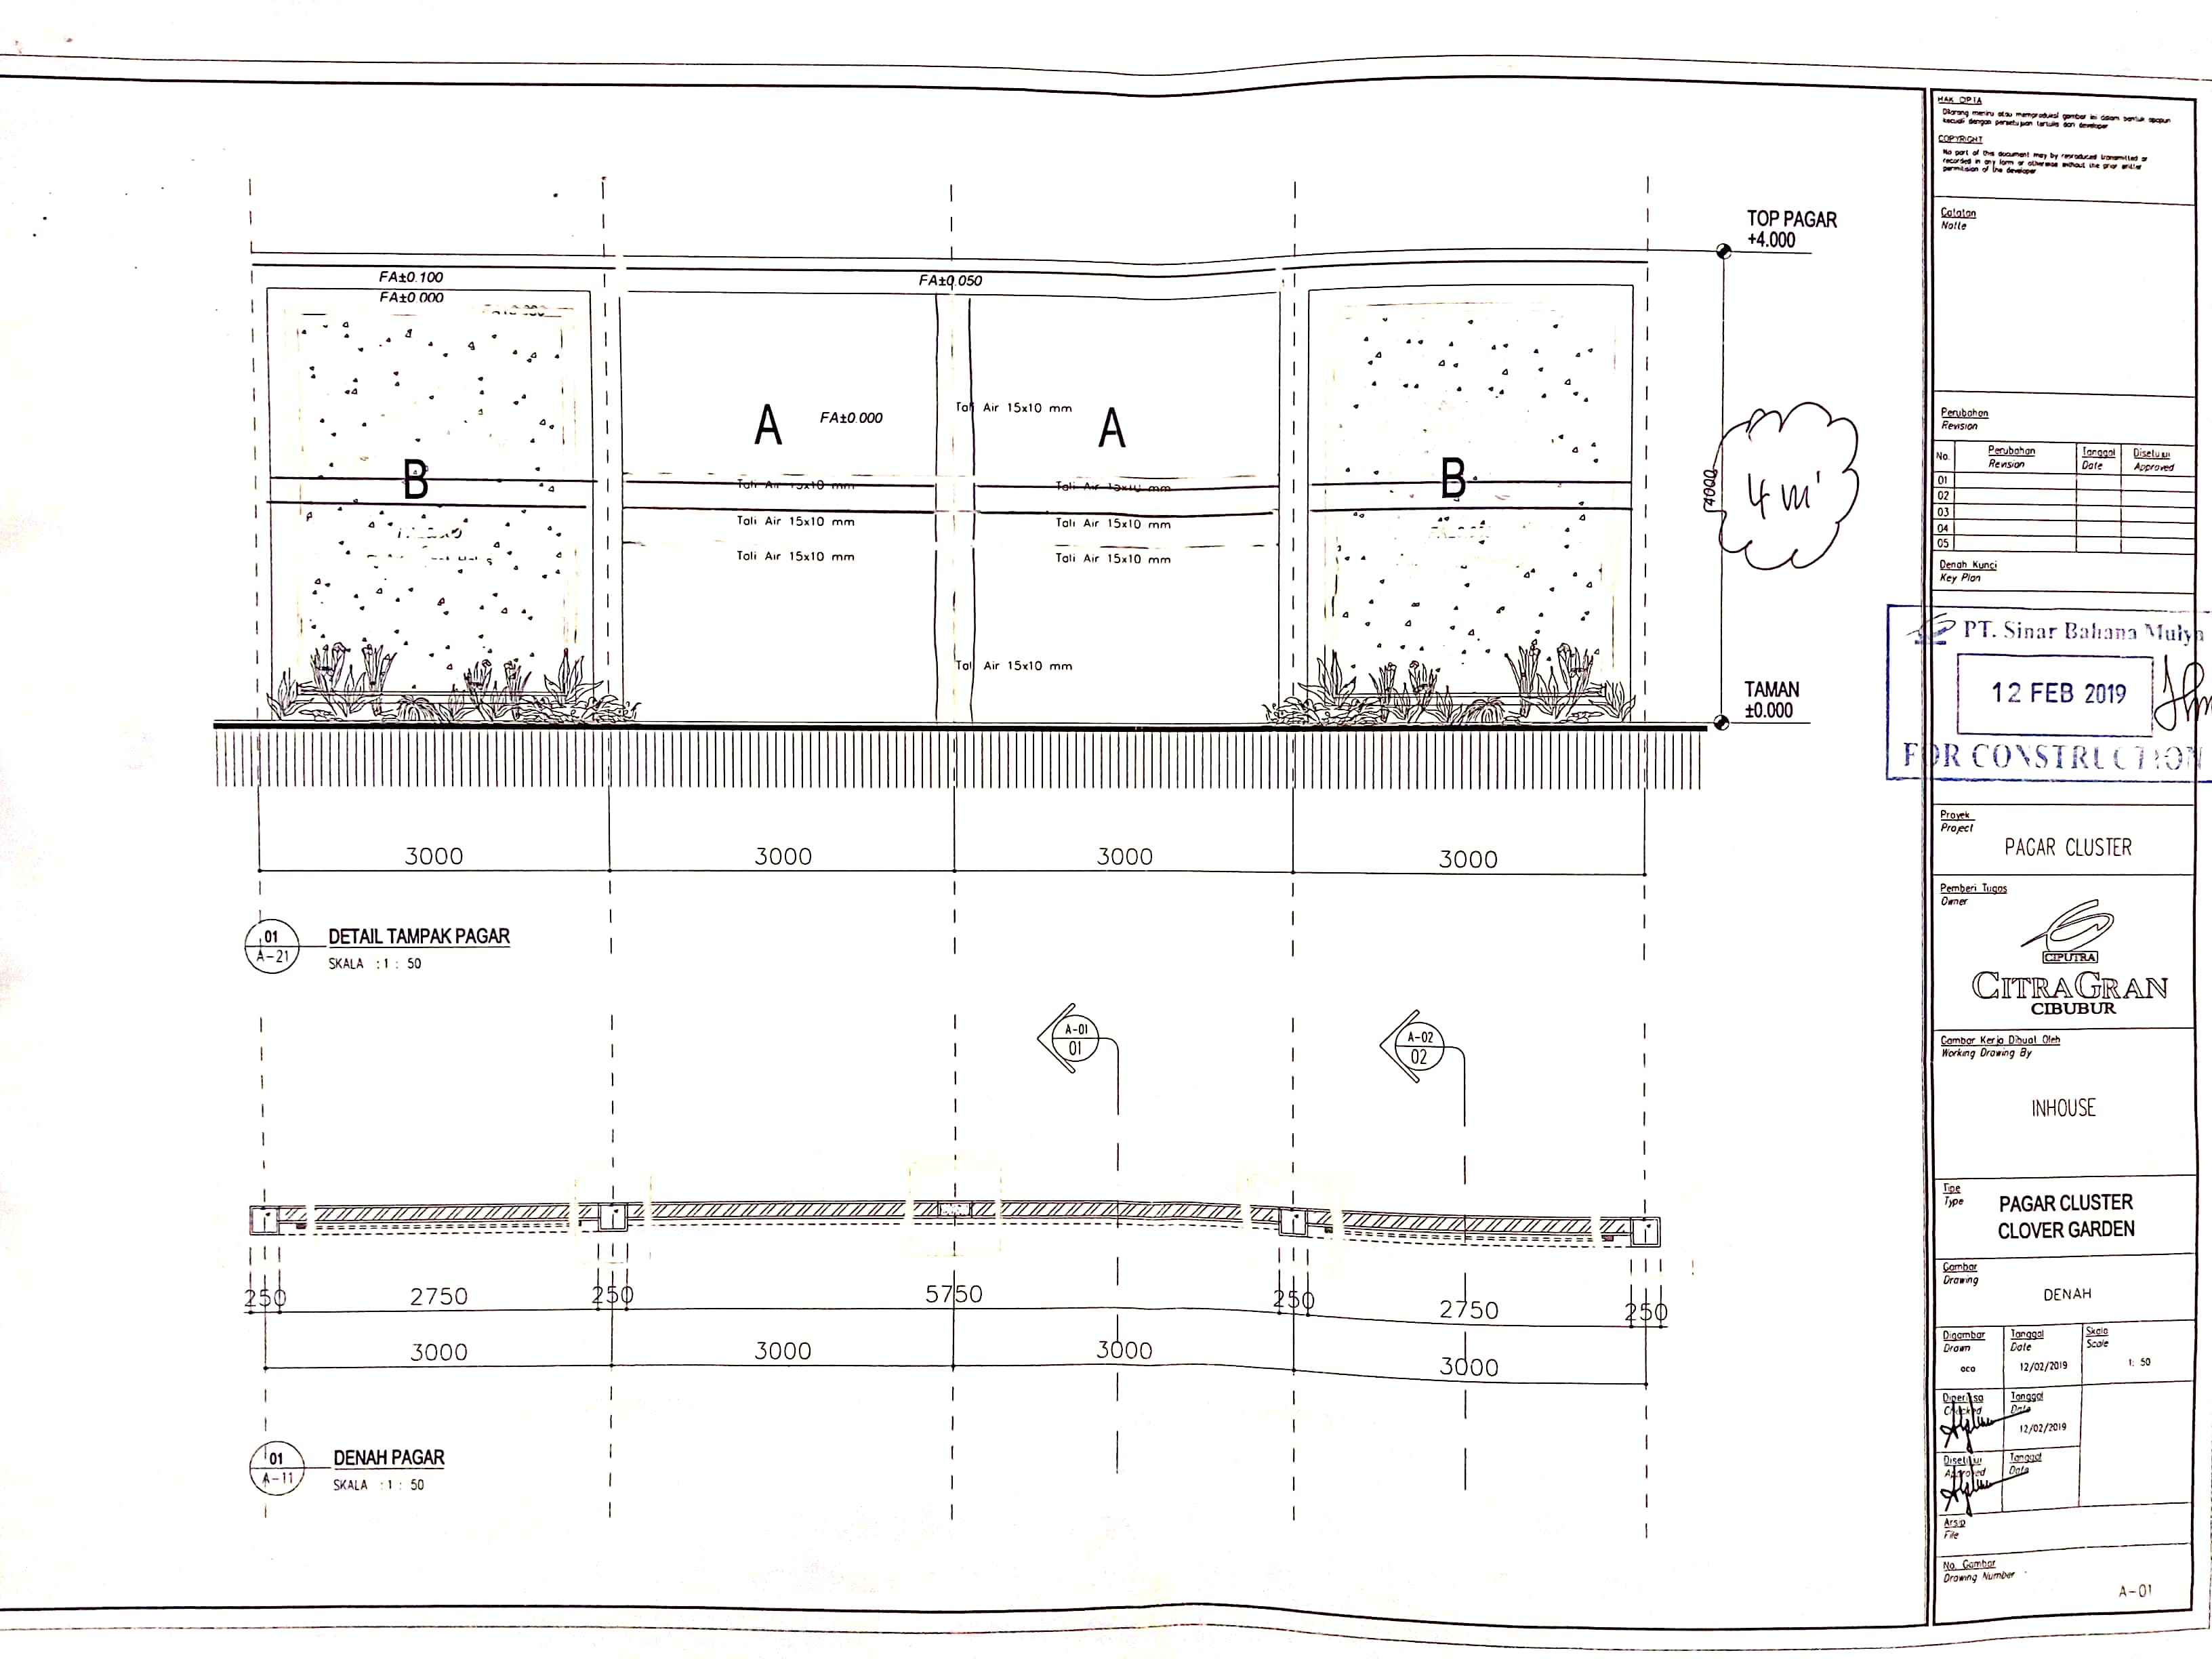 TOP PAGAR
+4.000
FA±0.100
FA±0.000
FA±0.050
A
FA±0.000
Tali Air 15x10 mm
A
B
B
Tali Air 15x10 mm
Tali Air 15x10 mm
Tali Air 15x10 mm
Tali Air 15x10 mm
Tali Air 15x10 mm
Tali Air 15x10 mm
Tali Air 15x10 mm
4000
4 m'
TAMAN
±0.000
3000
3000
3000
3000
01
A-21
DETAIL TAMPAK PAGAR
SKALA : 1 : 50
A-01
01
A-02
02
250
2750
250
5750
250
2750
250
3000
3000
3000
3000
01
A-11
DENAH PAGAR
SKALA : 1 : 50
HAK CIPTA
Dilarang meniru atau memproduksi gambar ini dalam bentuk apapun
kecuali dengan persetujuan tertulis dari developer
COPYRIGHT
No part of this document may by reproduced transmitted or
recorded in any form or otherwise without the prior
permitision of the developer
Catatan
Notte
Perubahan
Revision
No.
Perubahan
Revision
Tanggal
Date
Disetujui
Approved
01
02
03
04
05
Denah Kunci
Key Plan
PT. Sinar Bahana Mulya
12 FEB 2019
FOR CONSTRUCTION
Proyek
Project
PAGAR CLUSTER
Pemberi Tugas
Owner
CIPUTRA
CITRAGRAN
CIBUBUR
Gambar Kerja Dibuat Oleh
Working Drawing By
INHOUSE
Tipe
Type
PAGAR CLUSTER
CLOVER GARDEN
Gambar
Drawing
DENAH
Digambar
Drawn
aca
Tanggal
Date
12/02/2019
Skala
Scale
1: 50
Diperiksa
Checked
Tanggal
Date
12/02/2019
Disetujui
Approved
Tanggal
Data
Arsip
File
No. Gambar
Drawing Number
A-01